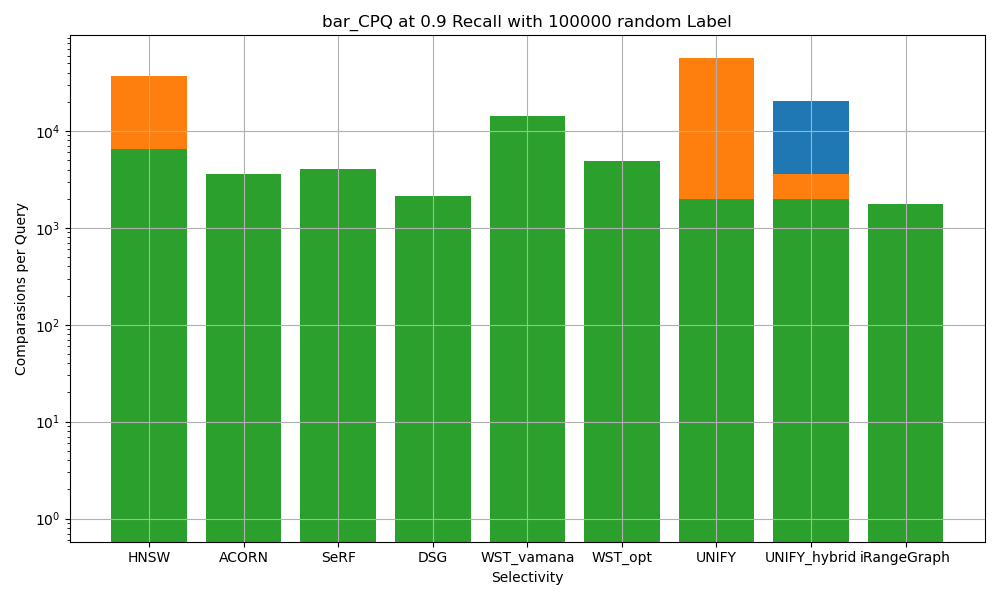 bar_CPQ at 0.9 Recall with 100000 random Label
Comparasions per Query
10^4
10^3
10^2
10^1
10^0
HNSW ACORN SeRF DSG WST_vamana WST_opt UNIFY UNIFY_hybrid iRangeGraph
Selectivity